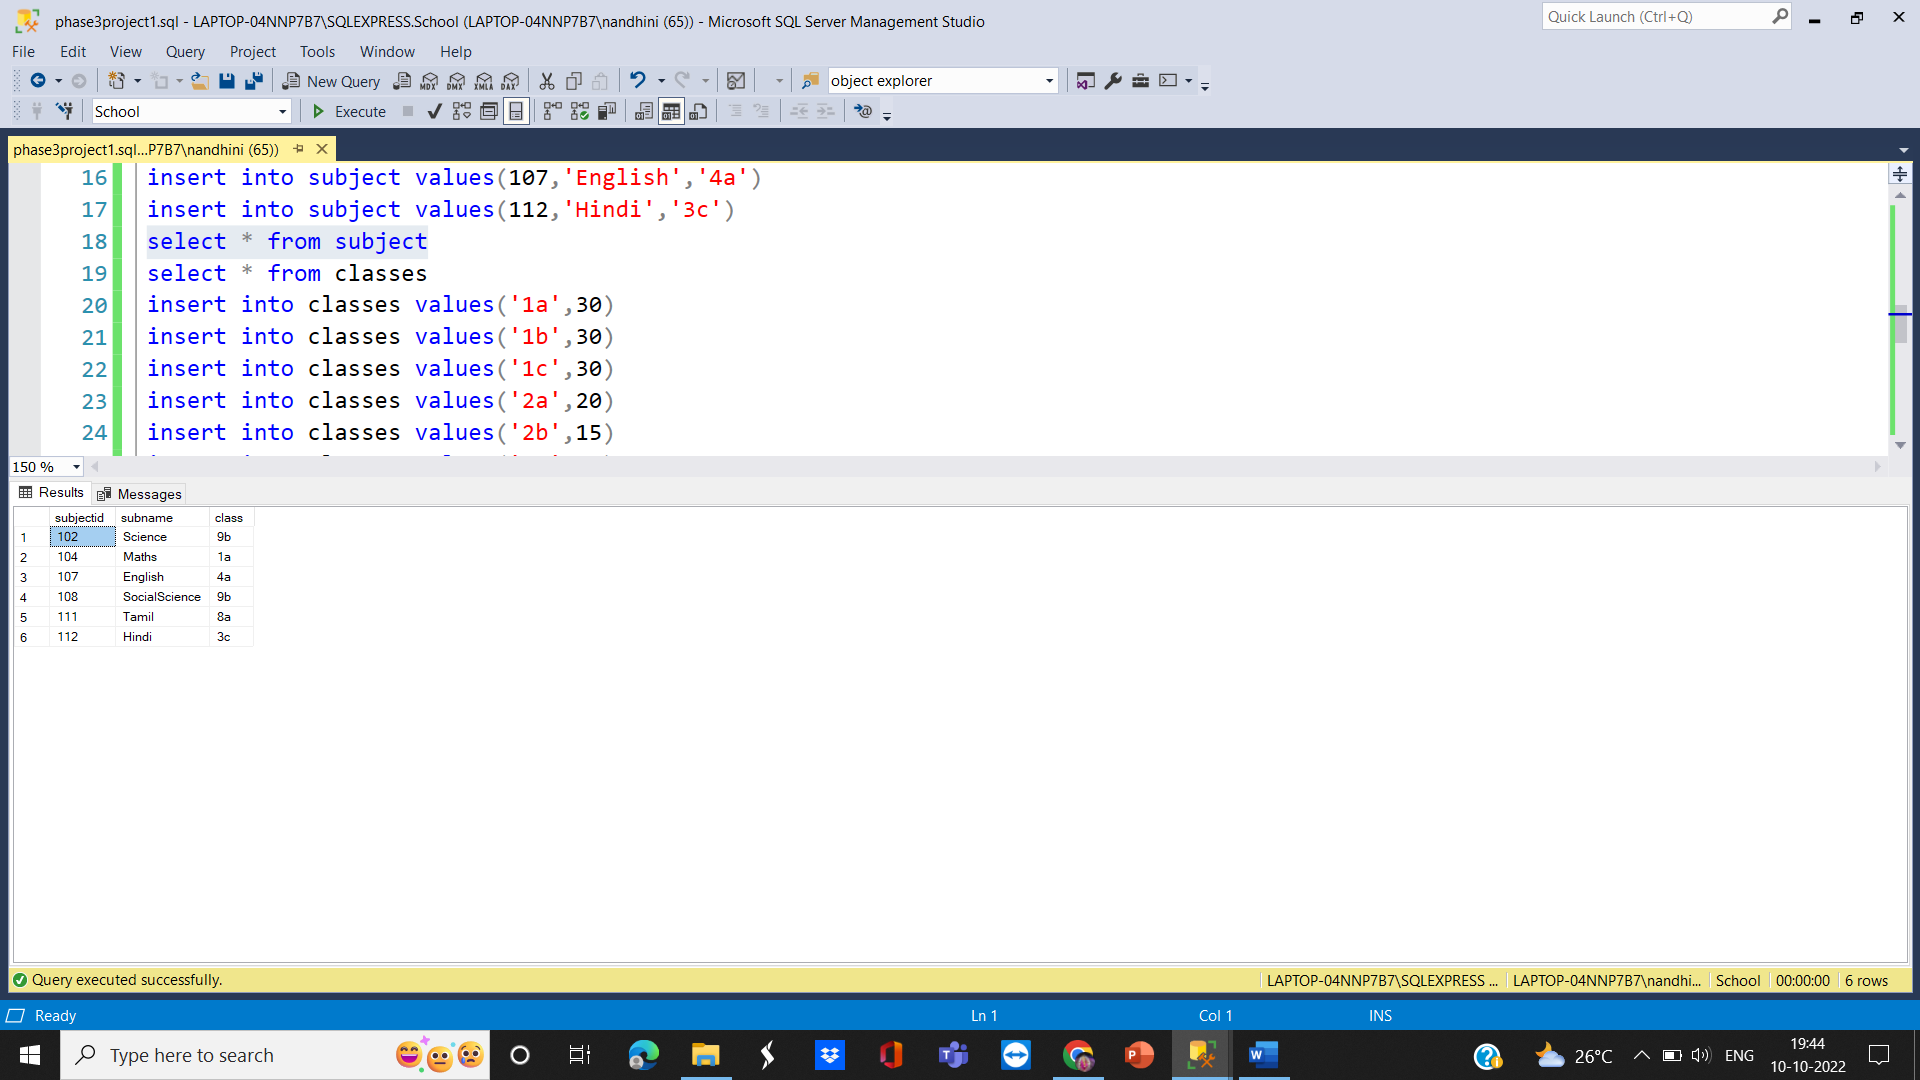 phase3project1.sql - LAPTOP-04NNP7B7\SQLEXPRESS.School (LAPTOP-04NNP7B7\nandhini (65)) - Microsoft SQL Server Management Studio
Quick Launch (Ctrl+Q)
File Edit View Query Project Tools Window Help
New Query MDX DMX XMLA DAX object explorer
School Execute
phase3project1.sql...P7B7\nandhini (65))
16 insert into subject values(107,'English','4a')
17 insert into subject values(112,'Hindi','3c')
18 select * from subject
19 select * from classes
20 insert into classes values('1a',30)
21 insert into classes values('1b',30)
22 insert into classes values('1c',30)
23 insert into classes values('2a',20)
24 insert into classes values('2b',15)
150 %
Results Messages
subjectid subname class
1 102 Science 9b
2 104 Maths 1a
3 107 English 4a
4 108 SocialScience 9b
5 111 Tamil 8a
6 112 Hindi 3c
Query executed successfully. LAPTOP-04NNP7B7\SQLEXPRESS ... LAPTOP-04NNP7B7\nandhi... School 00:00:00 6 rows
Ready Ln 1 Col 1 INS
Type here to search
26°C ENG 19:44
10-10-2022